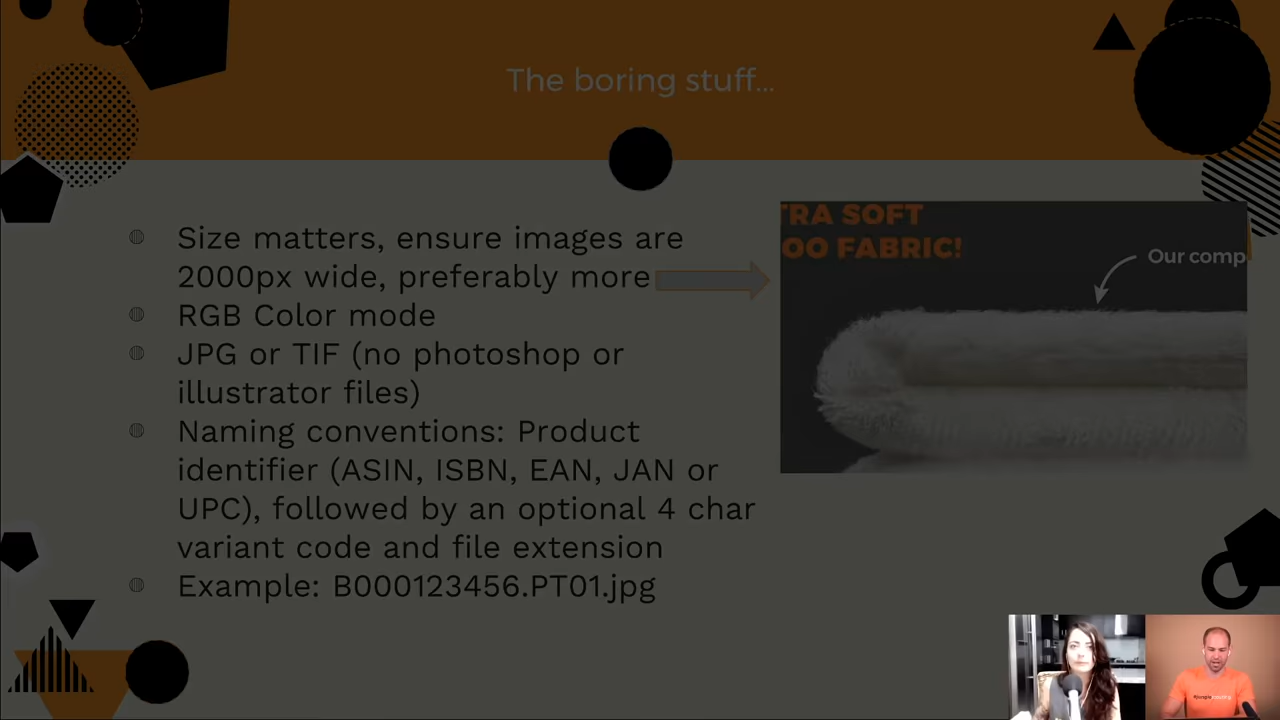 The boring stuff...
Size matters, ensure images are
2000px wide, preferably more
RGB Color mode
JPG or TIF (no photoshop or
illustrator files)
Naming conventions: Product
identifier (ASIN, ISBN, EAN, JAN or
UPC), followed by an optional 4 char
variant code and file extension
Example: B000123456.PT01.jpg
TRA SOFT
OO FABRIC!
Our comp